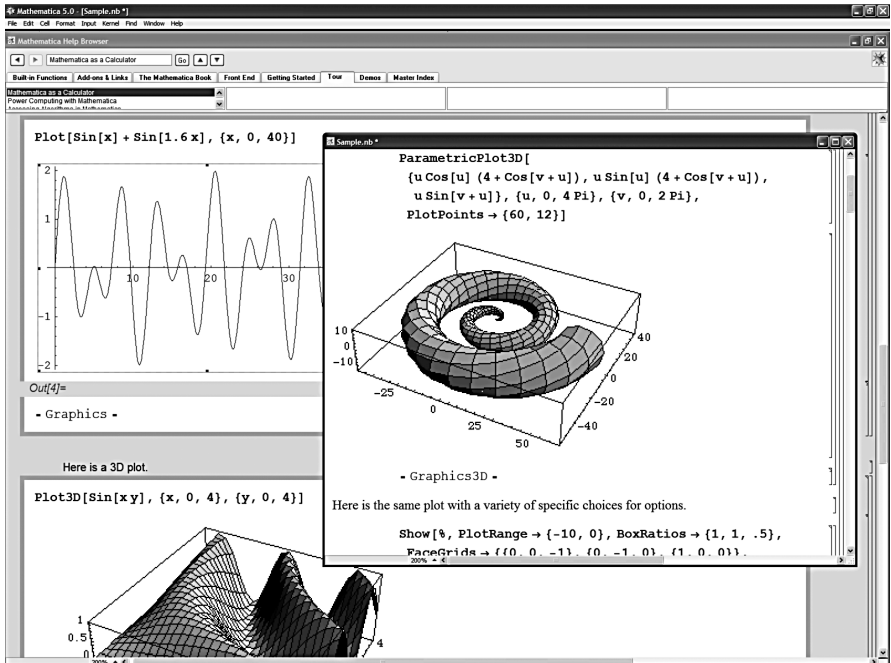 Mathematica 5.0 - [Sample.nb *]
File Edit Cell Format Input Kernel Find Window Help
Mathematica Help Browser
Mathematica as a Calculator Go
Built-in Functions Add-ons & Links The Mathematica Book Front End Getting Started Tour Demos Master Index
Mathematica as a Calculator
Power Computing with Mathematica
Accessing Algorithms in Mathematica
Plot[Sin[x] + Sin[1.6 x], {x, 0, 40}]
2
1
10 20 30
-1
-2
Out[4]=
- Graphics -
Here is a 3D plot.
Plot3D[Sin[x y], {x, 0, 4}, {y, 0, 4}]
1
0.5
0
4
200%
Sample.nb *
ParametricPlot3D[
{u Cos[u] (4 + Cos[v + u]), u Sin[u] (4 + Cos[v + u]),
u Sin[v + u]}, {u, 0, 4 Pi}, {v, 0, 2 Pi},
PlotPoints → {60, 12}]
10
0
-10
-25
0
25
50
40
20
0
-20
-40
- Graphics3D -
Here is the same plot with a variety of specific choices for options.
Show[%, PlotRange → {-10, 0}, BoxRatios → {1, 1, .5},
FaceGrids → {{0, 0, -1}, {0, -1, 0}, {1, 0, 0}},
200%